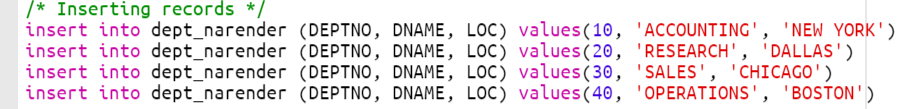 /* Inserting records */
insert into dept_narender (DEPTNO, DNAME, LOC) values(10, 'ACCOUNTING', 'NEW YORK')
insert into dept_narender (DEPTNO, DNAME, LOC) values(20, 'RESEARCH', 'DALLAS')
insert into dept_narender (DEPTNO, DNAME, LOC) values(30, 'SALES', 'CHICAGO')
insert into dept_narender (DEPTNO, DNAME, LOC) values(40, 'OPERATIONS', 'BOSTON')